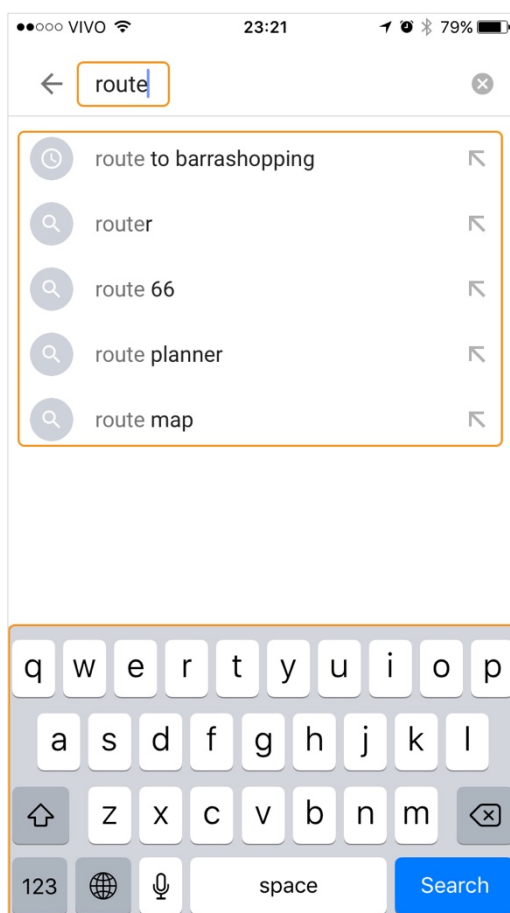 VIVO 23:21 79%
route
route to barrashopping
router
route 66
route planner
route map
q w e r t y u i o p
a s d f g h j k l
z x c v b n m
123 space Search